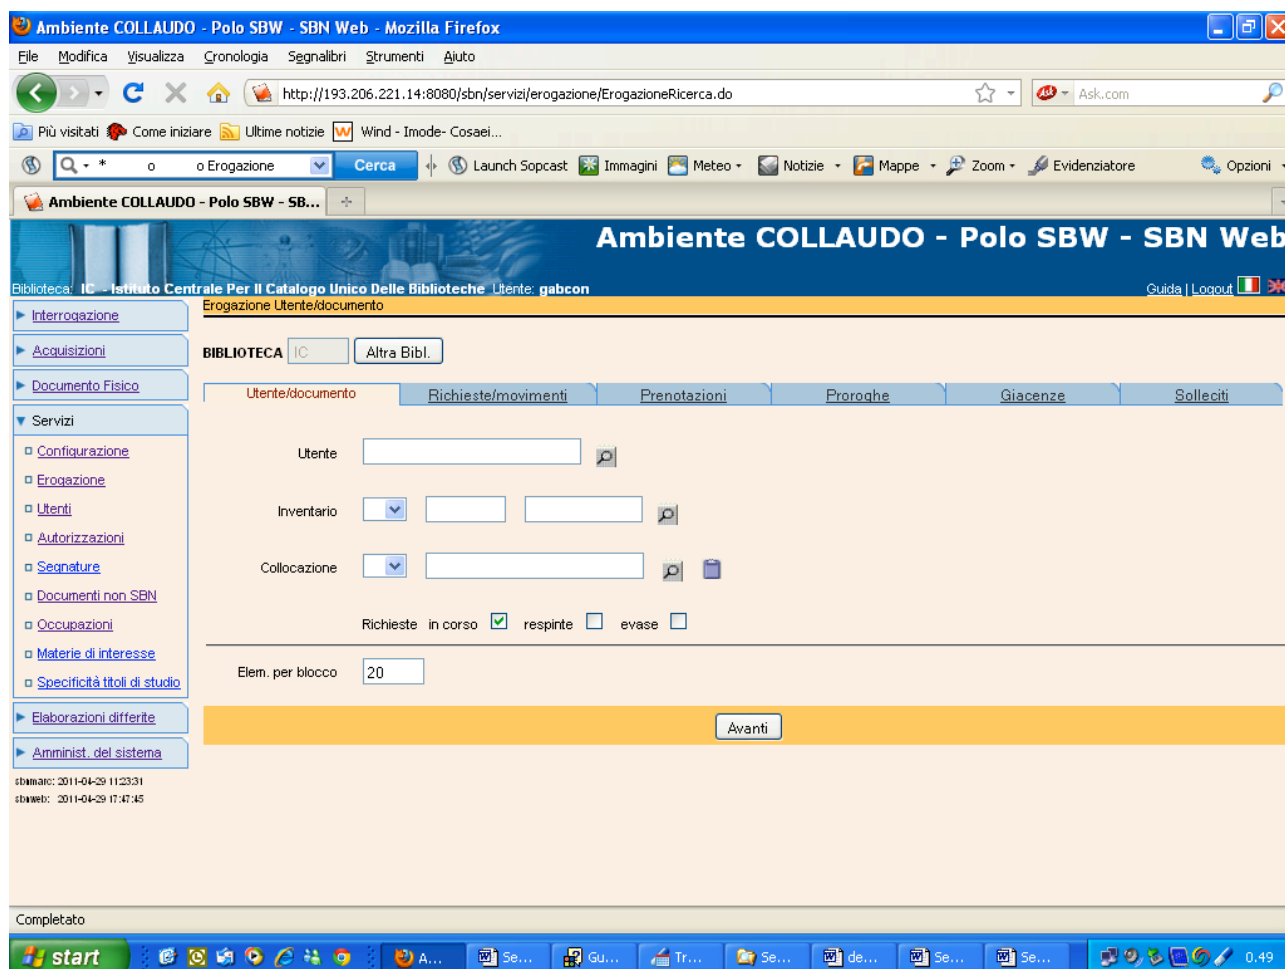 Ambiente COLLAUDO - Polo SBW - SBN Web - Mozilla Firefox
File Modifica Visualizza Cronologia Segnalibri Strumenti Aiuto
http://193.206.221.14:8080/sbn/servizi/erogazione/ErogazioneRicerca.do Ask.com
Più visitati Come iniziare Ultime notizie Wind - Imode- Cosaei...
* o o Erogazione Cerca Launch Sopcast Immagini Meteo Notizie Mappe Zoom Evidenziatore Opzioni
Ambiente COLLAUDO - Polo SBW - SB...
Ambiente COLLAUDO - Polo SBW - SBN Web
Biblioteca: IC - Istituto Centrale Per Il Catalogo Unico Delle Biblioteche Utente: gabcon Guida | Logout
Erogazione Utente/documento
Interrogazione
Acquisizioni
Documento Fisico
Servizi
Configurazione
Erogazione
Utenti
Autorizzazioni
Segnature
Documenti non SBN
Occupazioni
Materie di interesse
Specificità titoli di studio
Elaborazioni differite
Amminist. del sistema
sbnmarc: 2011-04-29 11:23:31
sbnweb: 2011-04-29 17:47:45
BIBLIOTECA IC Altra Bibl.
Utente/documento Richieste/movimenti Prenotazioni Proroghe Giacenze Solleciti
Utente
Inventario
Collocazione
Richieste in corso respinte evase
Elem. per blocco 20
Avanti
Completato
start A... Se... Gu... Tr... Se... de... Se... Se... 0.49